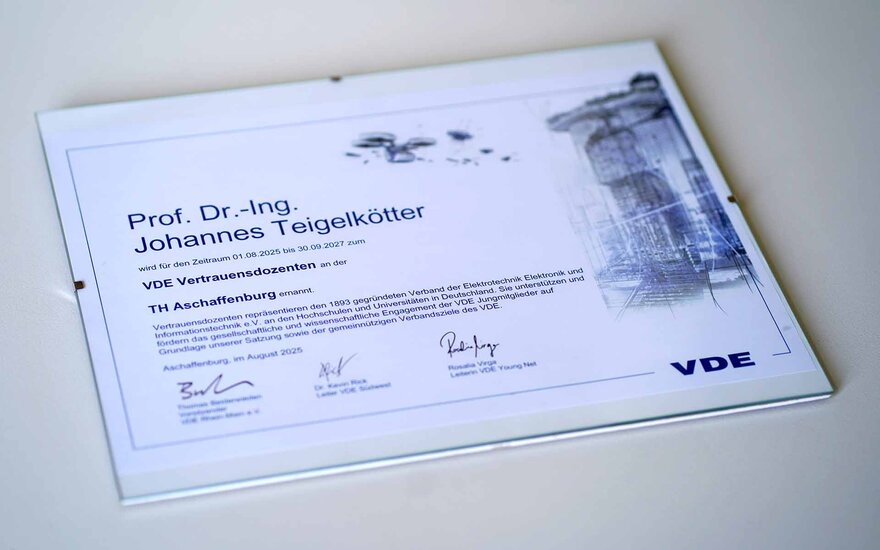 Prof. Dr.-Ing.
Johannes Teigelkötter
wird für den Zeitraum 01.08.2025 bis 30.09.2027 zum
VDE Vertrauensdozenten an der
TH Aschaffenburg ernannt.
Vertrauensdozenten repräsentieren den 1893 gegründeten Verband der Elektrotechnik Elektronik und
Informationstechnik e.V. an den Hochschulen und Universitäten in Deutschland. Sie unterstützen und
fördern das gesellschaftliche und wissenschaftliche Engagement der VDE Jungmitglieder auf
Grundlage unserer Satzung sowie der gemeinnützigen Verbandsziele des VDE.
Aschaffenburg, im August 2025
Thomas
Vorsitzender
VDE Rhein-Main e.V.
Dr. Kevin Rick
Leiter VDE Südwest
Rosalia Virga
Leiterin VDE Young Net
VDE